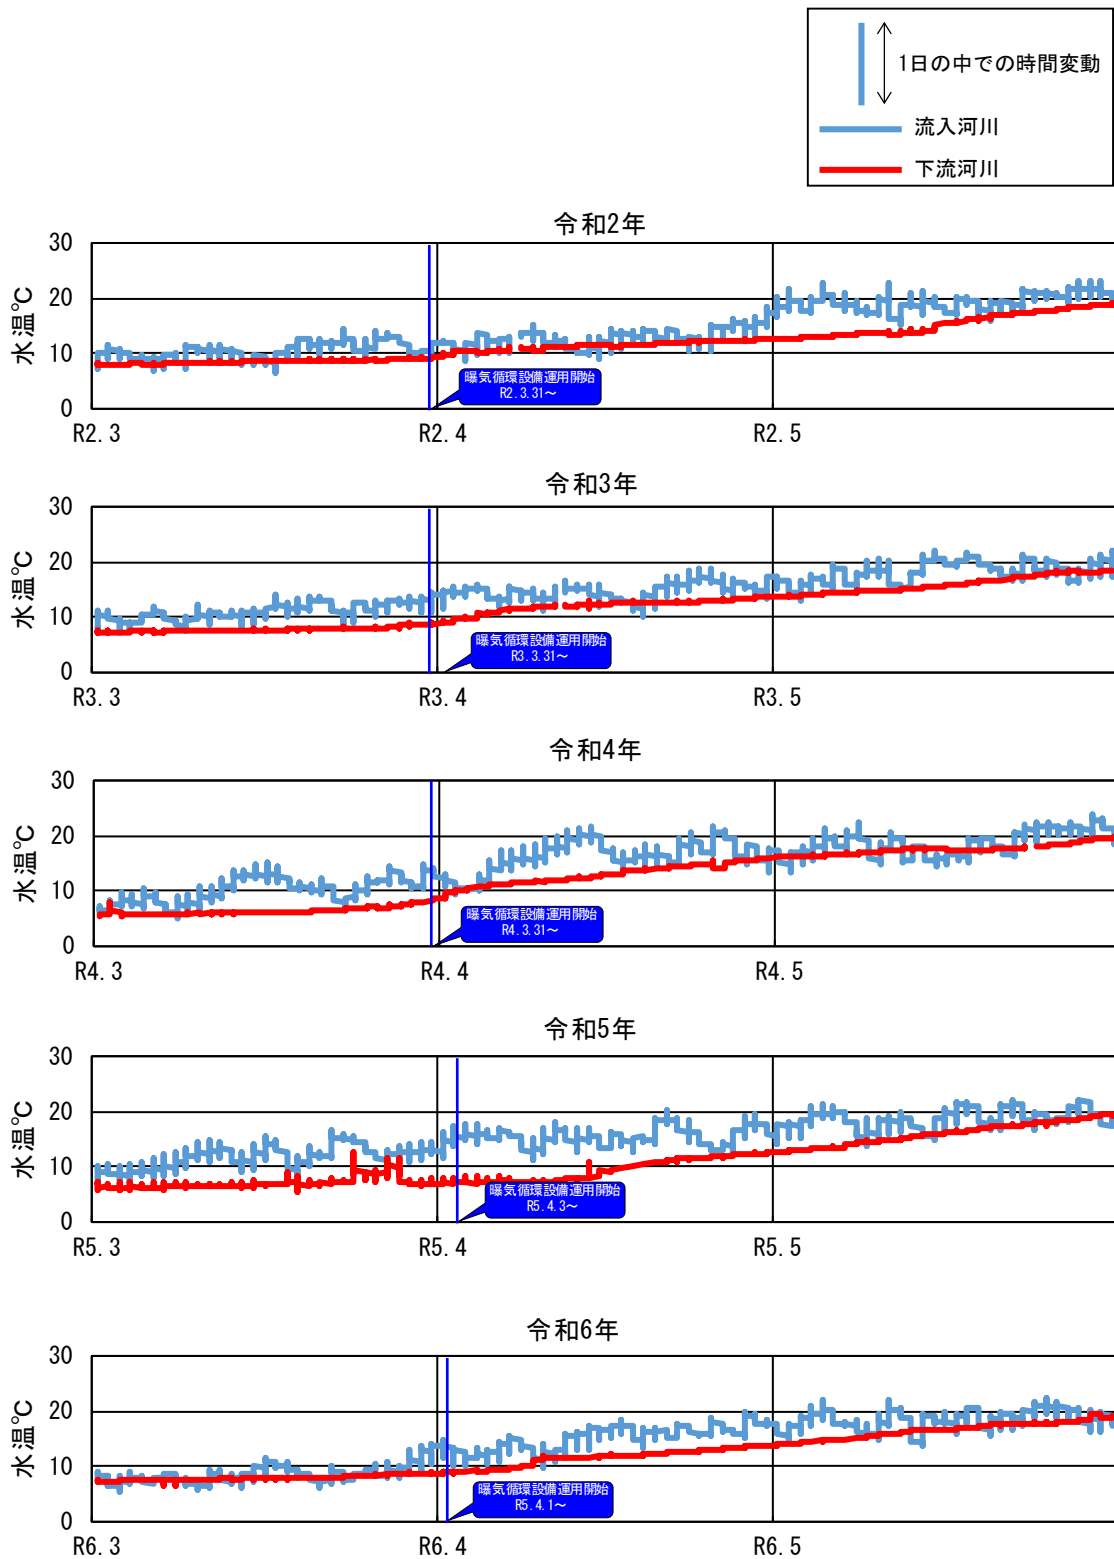 1日の中での時間変動
流入河川
下流河川
令和2年
水温℃
30
20
10
0
曝気循環設備運用開始
R2.3.31～
R2.3
R2.4
R2.5
令和3年
水温℃
30
20
10
0
曝気循環設備運用開始
R3.3.31～
R3.3
R3.4
R3.5
令和4年
水温℃
30
20
10
0
曝気循環設備運用開始
R4.3.31～
R4.3
R4.4
R4.5
令和5年
水温℃
30
20
10
0
曝気循環設備運用開始
R5.4.3～
R5.3
R5.4
R5.5
令和6年
水温℃
30
20
10
0
曝気循環設備運用開始
R5.4.1～
R6.3
R6.4
R6.5